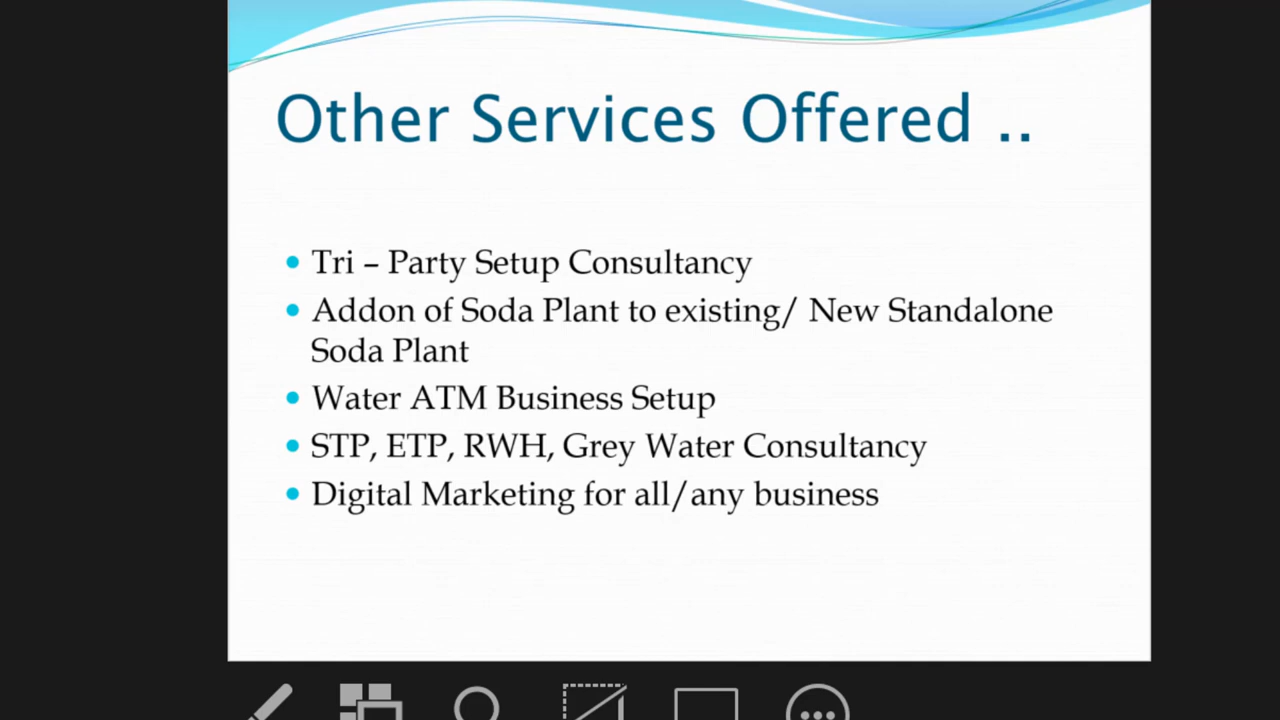 Other Services Offered ..
• Tri – Party Setup Consultancy
• Addon of Soda Plant to existing/ New Standalone
Soda Plant
• Water ATM Business Setup
• STP, ETP, RWH, Grey Water Consultancy
• Digital Marketing for all/any business